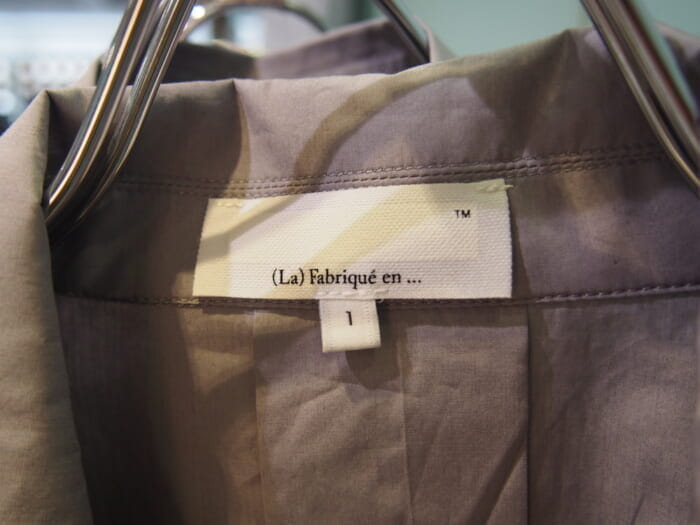 ™
(La) Fabriqué en ...
1